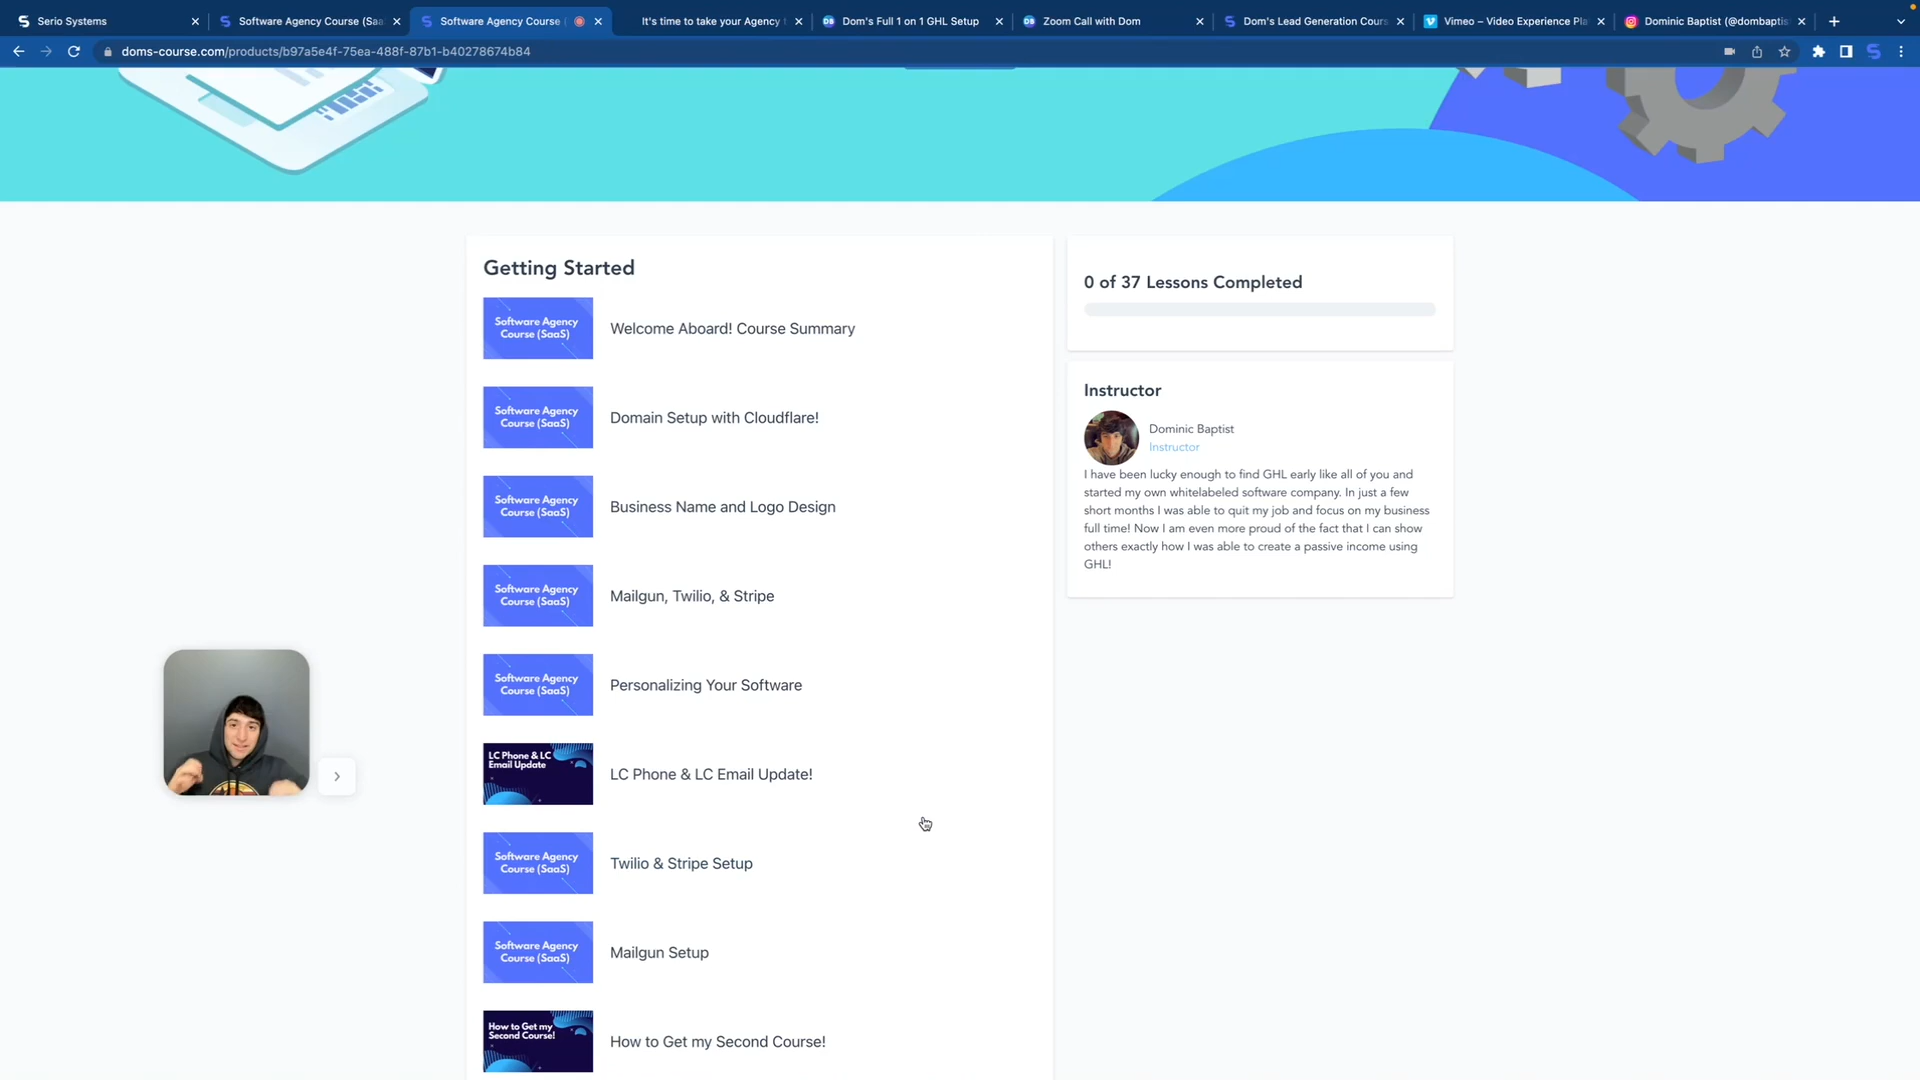 Serio Systems
Software Agency Course (Saa
Software Agency Course (
It's time to take your Agency t
Dom's Full 1 on 1 GHL Setup
Zoom Call with Dom
Dom's Lead Generation Cours
Vimeo – Video Experience Pla
Dominic Baptist (@dombaptis
doms-course.com/products/b97a5e4f-75ea-488f-87b1-b40278674b84
Getting Started
Software Agency
Course (SaaS)
Welcome Aboard! Course Summary
Software Agency
Course (SaaS)
Domain Setup with Cloudflare!
Software Agency
Course (SaaS)
Business Name and Logo Design
Software Agency
Course (SaaS)
Mailgun, Twilio, & Stripe
Software Agency
Course (SaaS)
Personalizing Your Software
LC Phone & LC
Email Update!
LC Phone & LC Email Update!
Software Agency
Course (SaaS)
Twilio & Stripe Setup
Software Agency
Course (SaaS)
Mailgun Setup
How to Get my
Second Course!
How to Get my Second Course!
0 of 37 Lessons Completed
Instructor
Dominic Baptist
Instructor
I have been lucky enough to find GHL early like all of you and
started my own whitelabeled software company. In just a few
short months I was able to quit my job and focus on my business
full time! Now I am even more proud of the fact that I can show
others exactly how I was able to create a passive income using
GHL!